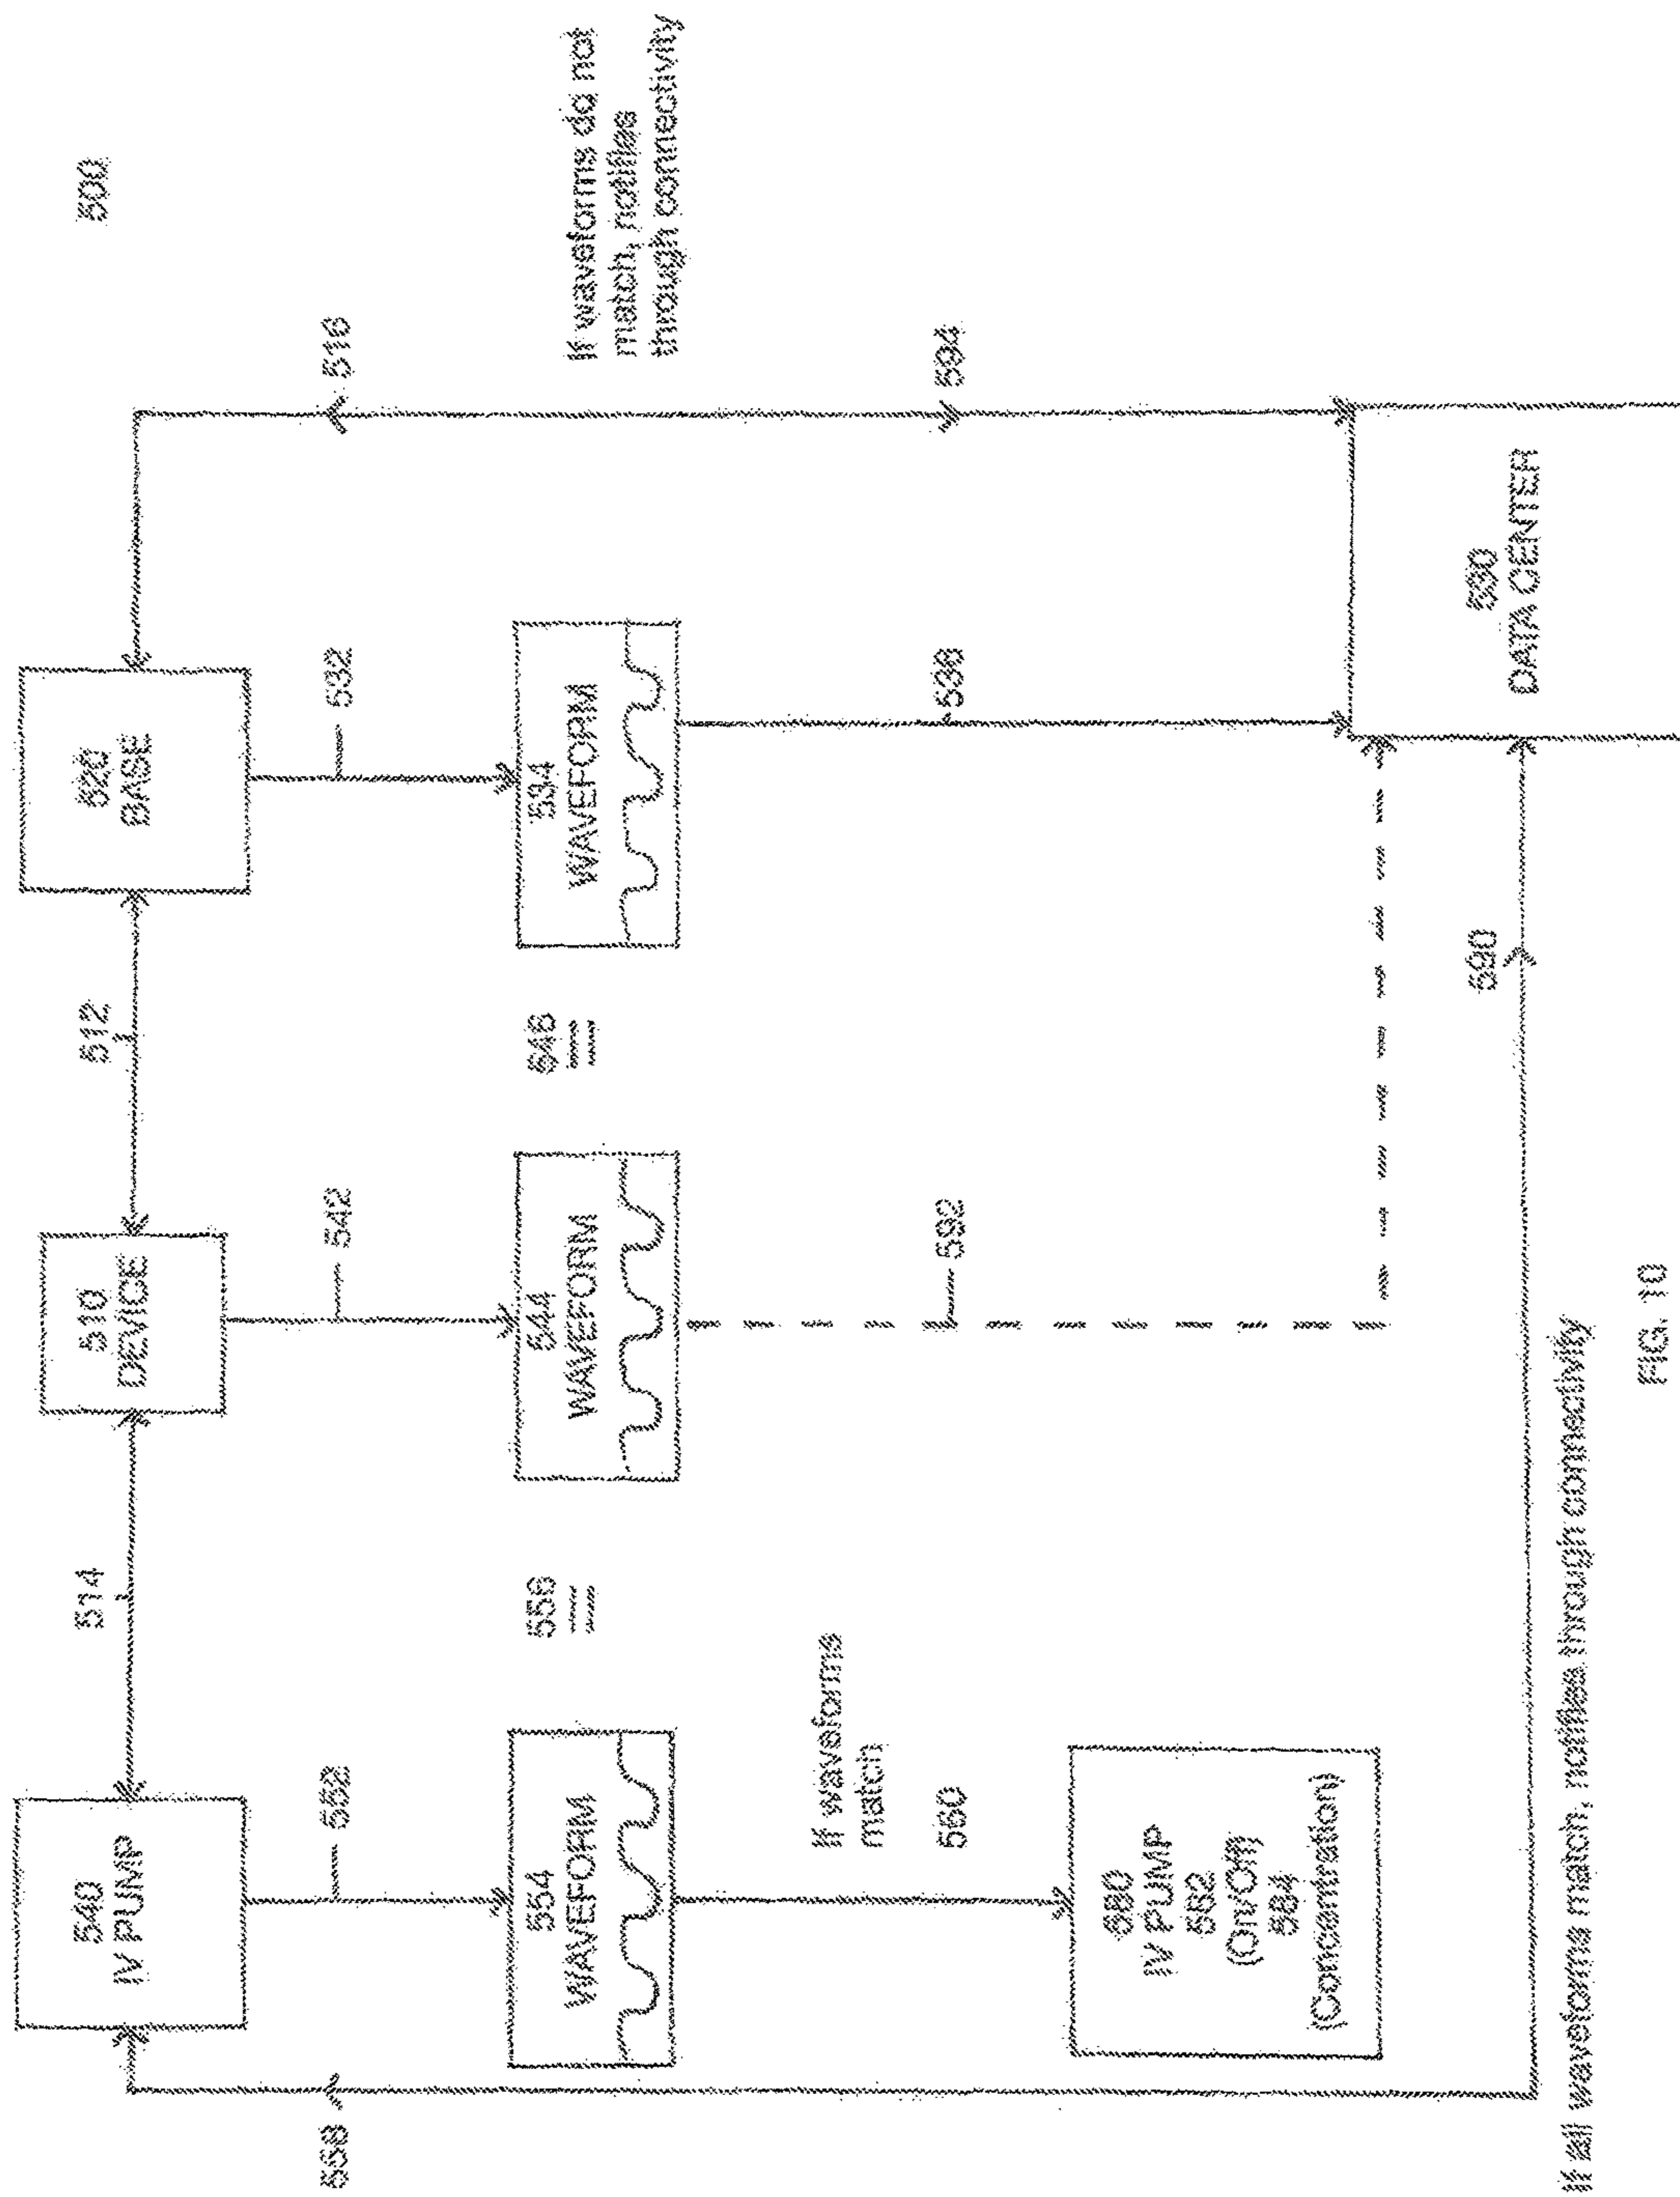 500
540
IV PUMP
514
510
DEVICE
512
520
BASE
552
542
532
516
554
WAVEFORM
556
544
WAVEFORM
546
534
WAVEFORM
If waveforms do not
match, notifies
through connectivity
If waveforms
match
560
592
536
594
580
IV PUMP
582
(On/Off)
584
(Concentration)
590
530
DATA CENTER
If all waveforms match, notifies through connectivity
FIG. 10